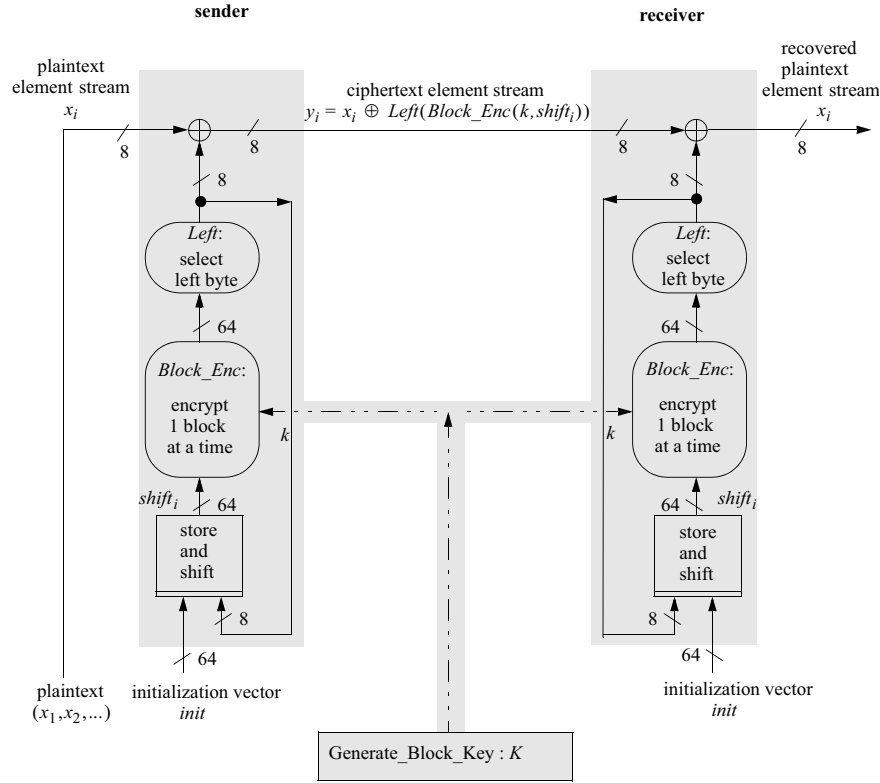 sender
receiver
plaintext
element stream
x_i
8
8
ciphertext element stream
y_i = x_i ⊕ Left(Block_Enc(k,shift_i))
8
recovered
plaintext
element stream
x_i
8
8
8
Left:
select
left byte
Left:
select
left byte
64
64
Block_Enc:
encrypt
1 block
at a time
Block_Enc:
encrypt
1 block
at a time
k
k
shift_i
64
64
shift_i
store
and
shift
store
and
shift
8
8
64
64
plaintext
(x_1,x_2,...)
initialization vector
init
initialization vector
init
Generate_Block_Key : K